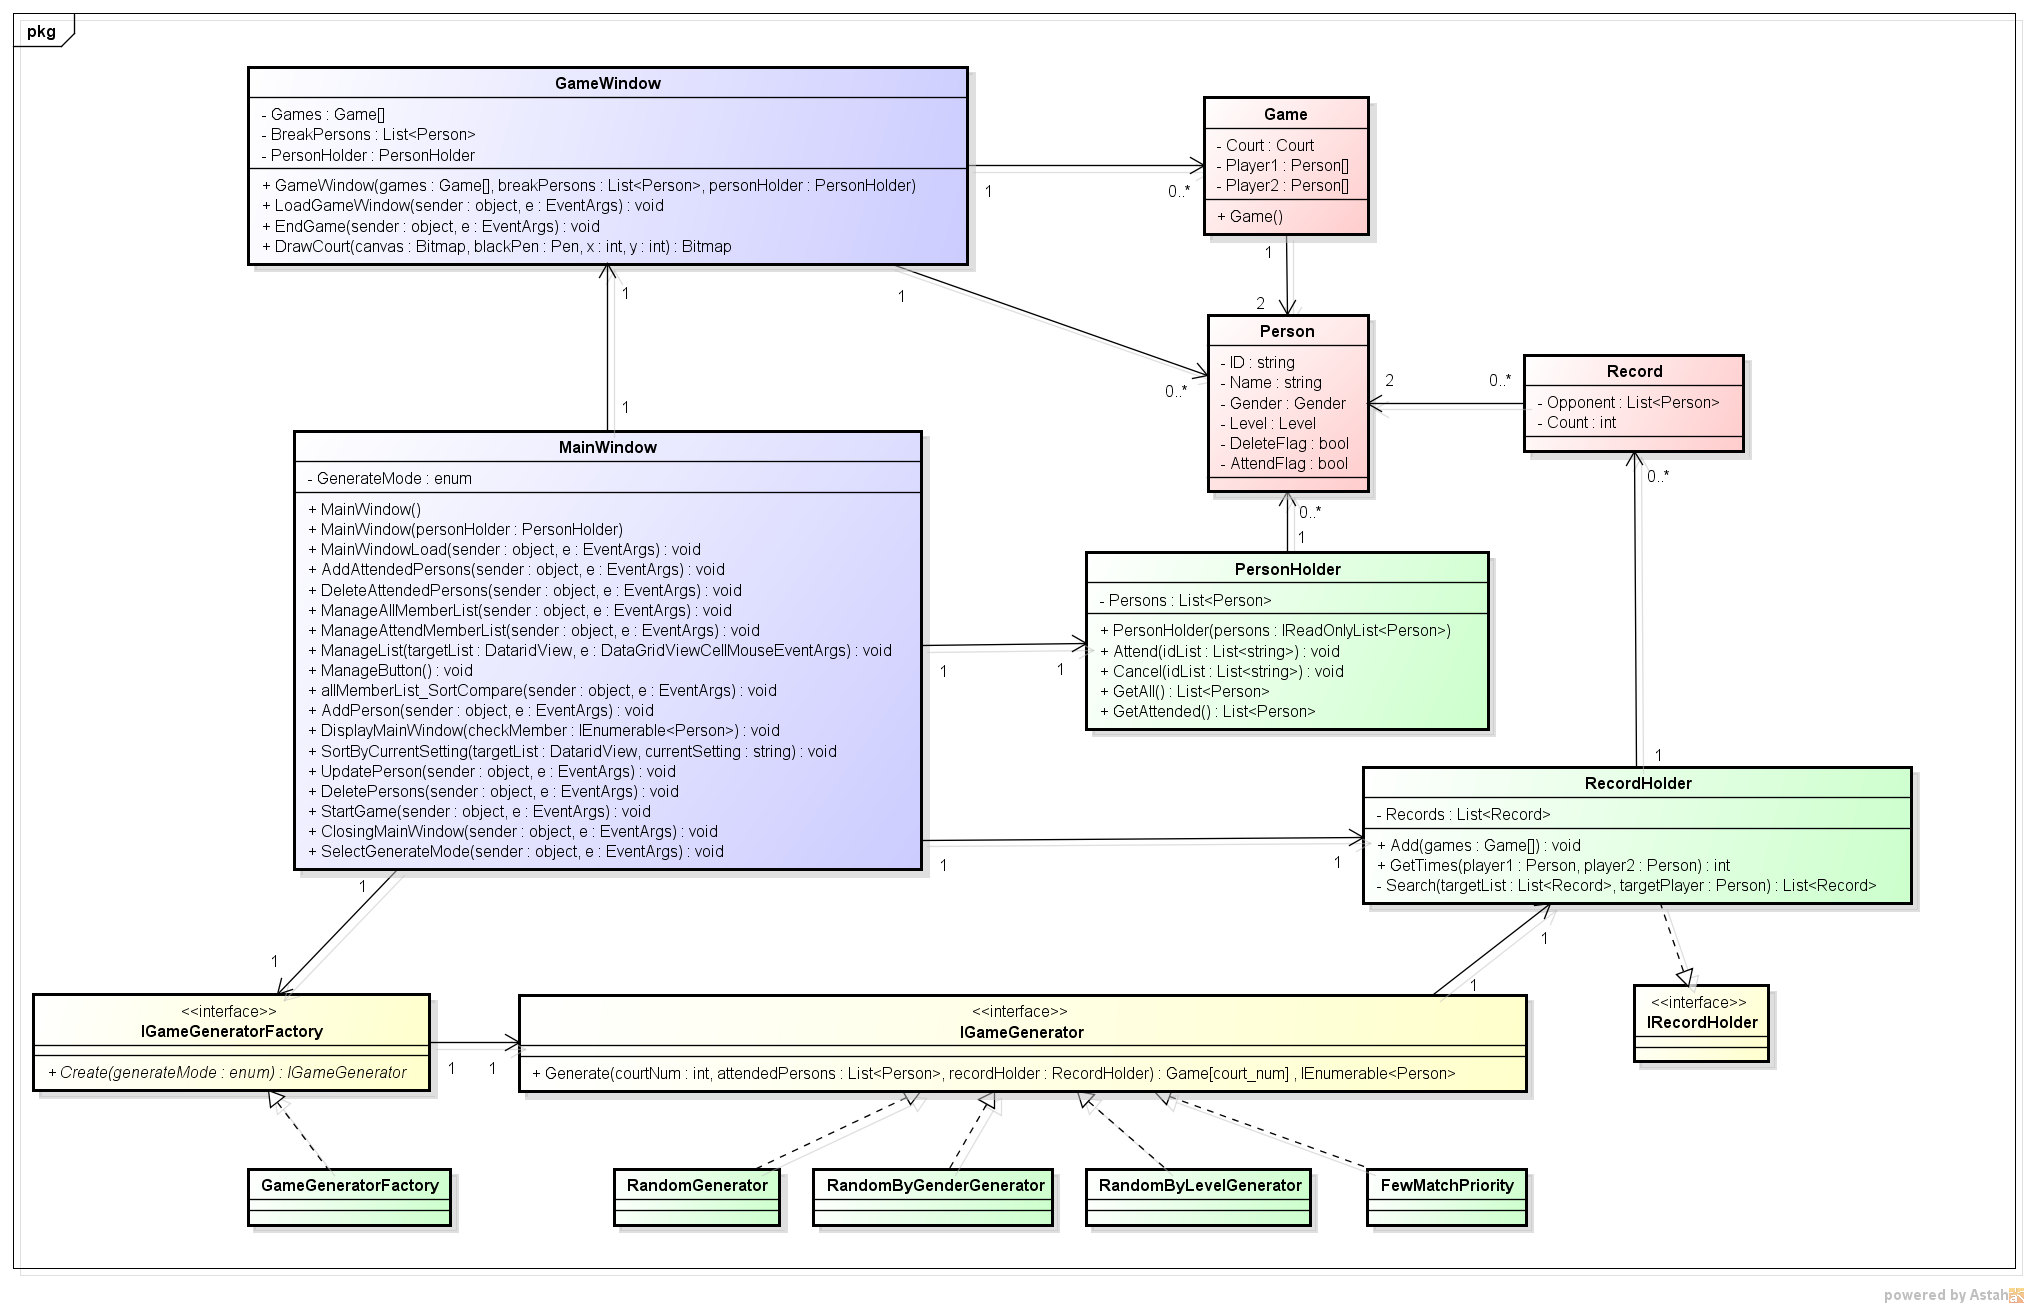 pkg
GameWindow
- Games : Game[]
- BreakPersons : List<Person>
- PersonHolder : PersonHolder
+ GameWindow(games : Game[], breakPersons : List<Person>, personHolder : PersonHolder)
+ LoadGameWindow(sender : object, e : EventArgs) : void
+ EndGame(sender : object, e : EventArgs) : void
+ DrawCourt(canvas : Bitmap, blackPen : Pen, x : int, y : int) : Bitmap
Game
- Court : Court
- Player1 : Person[]
- Player2 : Person[]
+ Game()
1
0..*
1
2
1
0..*
1
1
Person
- ID : string
- Name : string
- Gender : Gender
- Level : Level
- DeleteFlag : bool
- AttendFlag : bool
2
0..*
Record
- Opponent : List<Person>
- Count : int
0..*
1
0..*
1
MainWindow
- GenerateMode : enum
+ MainWindow()
+ MainWindow(personHolder : PersonHolder)
+ MainWindowLoad(sender : object, e : EventArgs) : void
+ AddAttendedPersons(sender : object, e : EventArgs) : void
+ DeleteAttendedPersons(sender : object, e : EventArgs) : void
+ ManageAllMemberList(sender : object, e : EventArgs) : void
+ ManageAttendMemberList(sender : object, e : EventArgs) : void
+ ManageList(targetList : DataridView, e : DataGridViewCellMouseEventArgs) : void
+ ManageButton() : void
+ allMemberList_SortCompare(sender : object, e : EventArgs) : void
+ AddPerson(sender : object, e : EventArgs) : void
+ DisplayMainWindow(checkMember : IEnumerable<Person>) : void
+ SortByCurrentSetting(targetList : DataridView, currentSetting : string) : void
+ UpdatePerson(sender : object, e : EventArgs) : void
+ DeletePersons(sender : object, e : EventArgs) : void
+ StartGame(sender : object, e : EventArgs) : void
+ ClosingMainWindow(sender : object, e : EventArgs) : void
+ SelectGenerateMode(sender : object, e : EventArgs) : void
PersonHolder
- Persons : List<Person>
+ PersonHolder(persons : IReadOnlyList<Person>)
+ Attend(idList : List<string>) : void
+ Cancel(idList : List<string>) : void
+ GetAll() : List<Person>
+ GetAttended() : List<Person>
1
1
RecordHolder
- Records : List<Record>
+ Add(games : Game[]) : void
+ GetTimes(player1 : Person, player2 : Person) : int
- Search(targetList : List<Record>, targetPlayer : Person) : List<Record>
1
1
1
1
1
1
<<interface>>
IGameGeneratorFactory
+ Create(generateMode : enum) : IGameGenerator
1
1
<<interface>>
IGameGenerator
+ Generate(courtNum : int, attendedPersons : List<Person>, recordHolder : RecordHolder) : Game[court_num] , IEnumerable<Person>
<<interface>>
IRecordHolder
GameGeneratorFactory
RandomGenerator
RandomByGenderGenerator
RandomByLevelGenerator
FewMatchPriority
powered by Astah